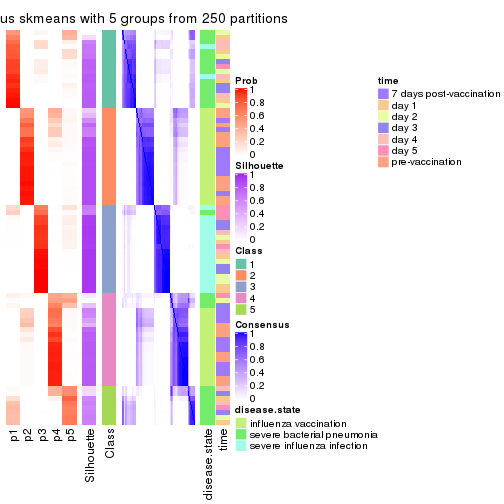 us skmeans with 5 groups from 250 partitions
Prob
1
0.8
0.6
0.4
0.2
0
Silhouette
1
0.8
0.6
0.4
0.2
0
Class
1
2
3
4
5
Consensus
1
0.8
0.6
0.4
0.2
0
disease.state
influenza vaccination
severe bacterial pneumonia
severe influenza infection
time
7 days post-vaccination
day 1
day 2
day 3
day 4
day 5
pre-vaccination
p1
p2
p3
p4
p5
Silhouette
Class
disease.state
time